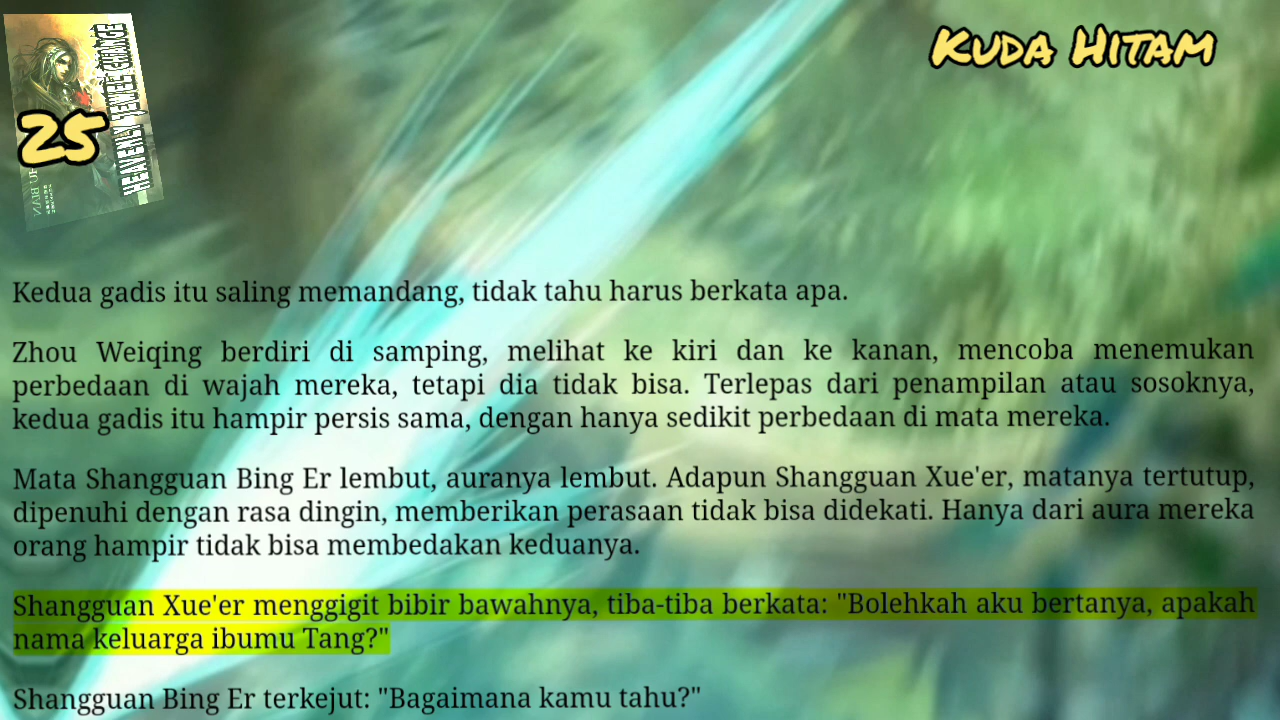 HEAVENLY JEWEL CHANGE
25
Kuda Hitam
Kedua gadis itu saling memandang, tidak tahu harus berkata apa.
Zhou Weiqing berdiri di samping, melihat ke kiri dan ke kanan, mencoba menemukan
perbedaan di wajah mereka, tetapi dia tidak bisa. Terlepas dari penampilan atau sosoknya,
kedua gadis itu hampir persis sama, dengan hanya sedikit perbedaan di mata mereka.
Mata Shangguan Bing Er lembut, auranya lembut. Adapun Shangguan Xue'er, matanya tertutup,
dipenuhi dengan rasa dingin, memberikan perasaan tidak bisa didekati. Hanya dari aura mereka
orang hampir tidak bisa membedakan keduanya.
Shangguan Xue'er menggigit bibir bawahnya, tiba-tiba berkata: "Bolehkah aku bertanya, apakah
nama keluarga ibumu Tang?"
Shangguan Bing Er terkejut: "Bagaimana kamu tahu?"